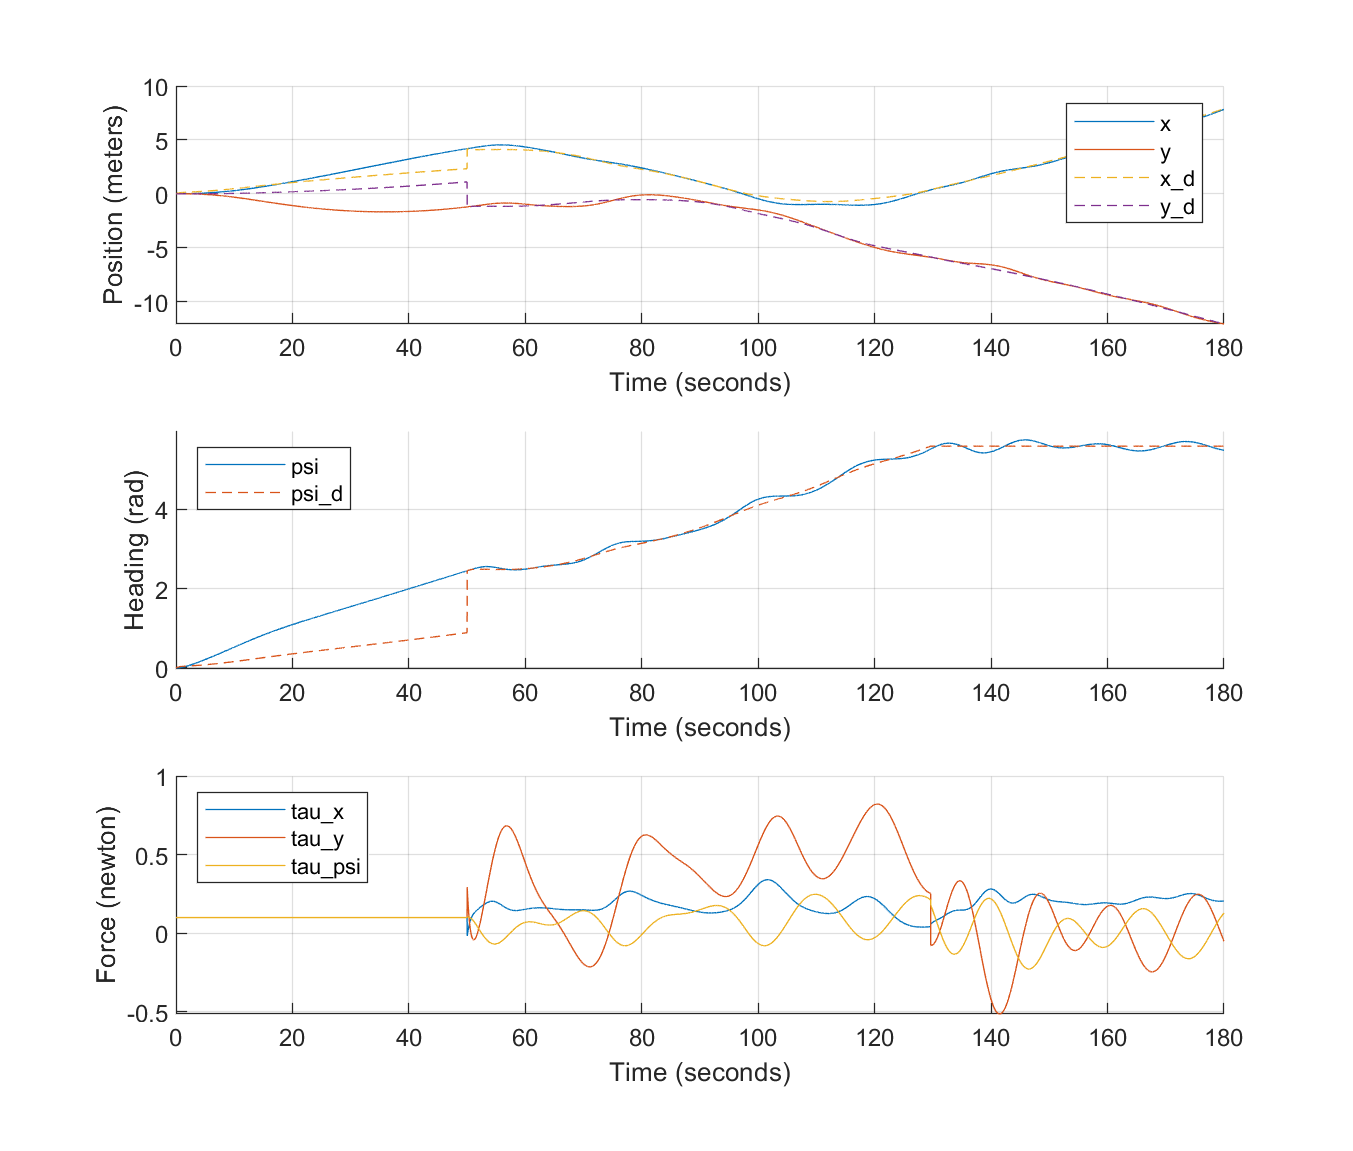 10
5
0
-5
-10
Position (meters)
x
y
x_d
y_d
0 20 40 60 80 100 120 140 160 180
Time (seconds)
4
2
0
Heading (rad)
psi
psi_d
0 20 40 60 80 100 120 140 160 180
Time (seconds)
1
0.5
0
-0.5
Force (newton)
tau_x
tau_y
tau_psi
0 20 40 60 80 100 120 140 160 180
Time (seconds)